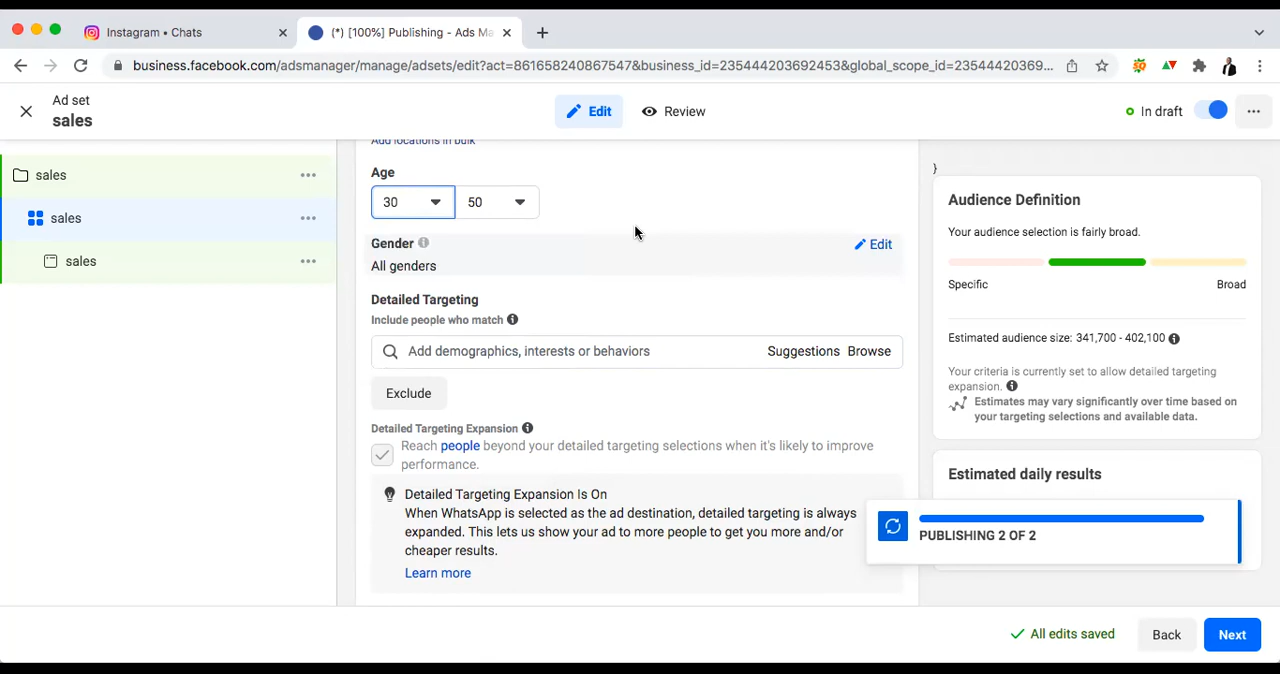 Instagram • Chats
(*) [100%] Publishing - Ads Ma
business.facebook.com/adsmanager/manage/adsets/edit?act=861658240867547&business_id=235444203692453&global_scope_id=23544420369...
Ad set
sales
Edit
Review
In draft
sales
sales
sales
Add locations in bulk
Age
30
50
Gender
Edit
All genders
Detailed Targeting
Include people who match
Add demographics, interests or behaviors
Suggestions
Browse
Exclude
Detailed Targeting Expansion
Reach people beyond your detailed targeting selections when it's likely to improve
performance.
Detailed Targeting Expansion Is On
When WhatsApp is selected as the ad destination, detailed targeting is always
expanded. This lets us show your ad to more people to get you more and/or
cheaper results.
Learn more
}
Audience Definition
Your audience selection is fairly broad.
Specific
Broad
Estimated audience size: 341,700 - 402,100
Your criteria is currently set to allow detailed targeting
expansion.
Estimates may vary significantly over time based on
your targeting selections and available data.
Estimated daily results
PUBLISHING 2 OF 2
All edits saved
Back
Next